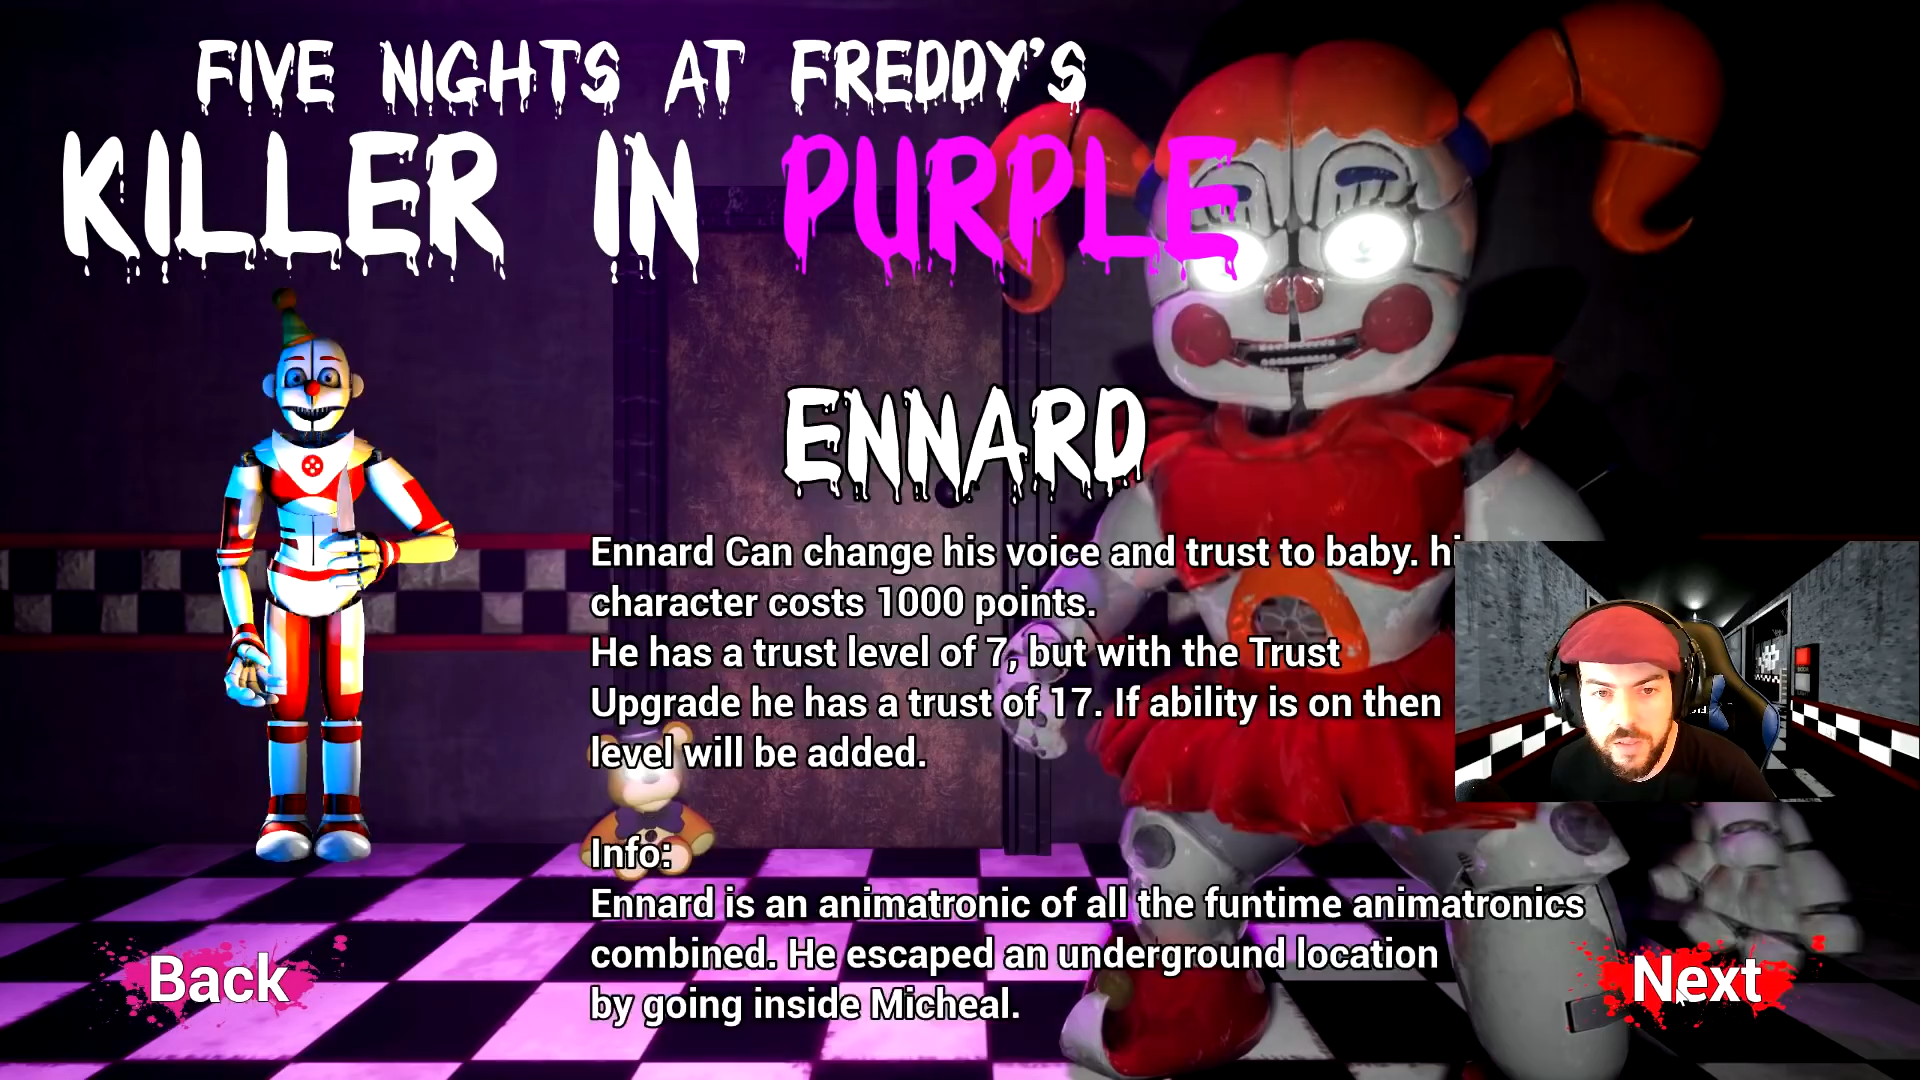 FIVE NIGHTS AT FREDDY'S
KILLER IN PURPLE
ENNARD
Ennard Can change his voice and trust to baby. hi
character costs 1000 points.
He has a trust level of 7, but with the Trust
Upgrade he has a trust of 17. If ability is on then
level will be added.
Info:
Ennard is an animatronic of all the funtime animatronics
combined. He escaped an underground location
by going inside Micheal.
Back
Next